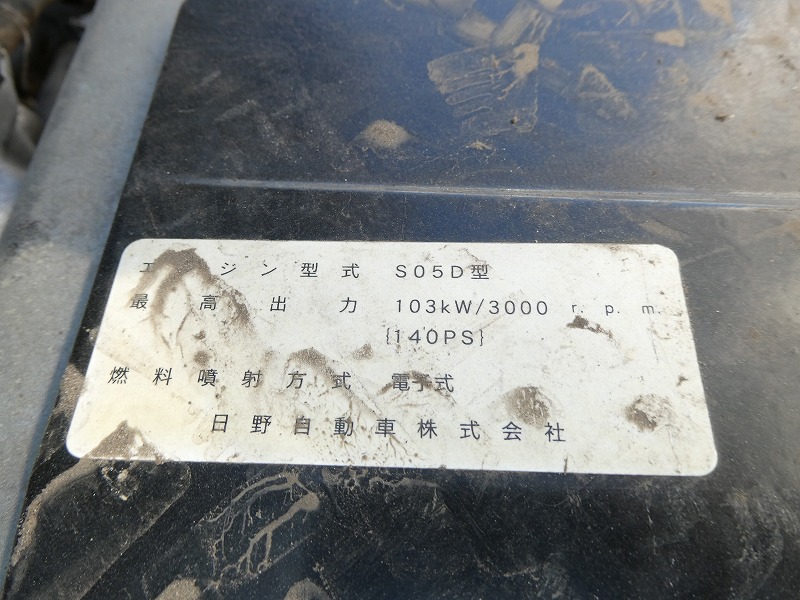 エンジン型式 S05D型
最高出力 103kW/3000 r.p.m.
{140PS}
燃料噴射方式 電子式
日野自動車株式会社